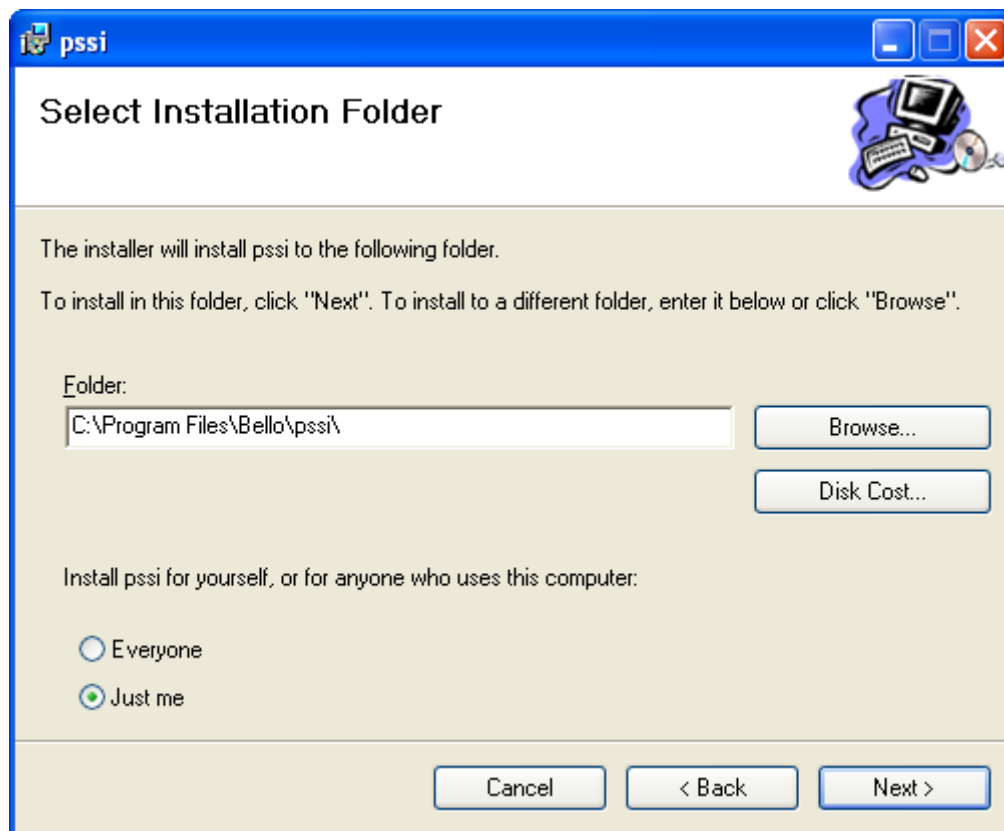 pssi
Select Installation Folder
The installer will install pssi to the following folder.
To install in this folder, click "Next". To install to a different folder, enter it below or click "Browse".
Folder:
C:\Program Files\Bello\pssi\
Browse...
Disk Cost...
Install pssi for yourself, or for anyone who uses this computer:
Everyone
Just me
Cancel
< Back
Next >